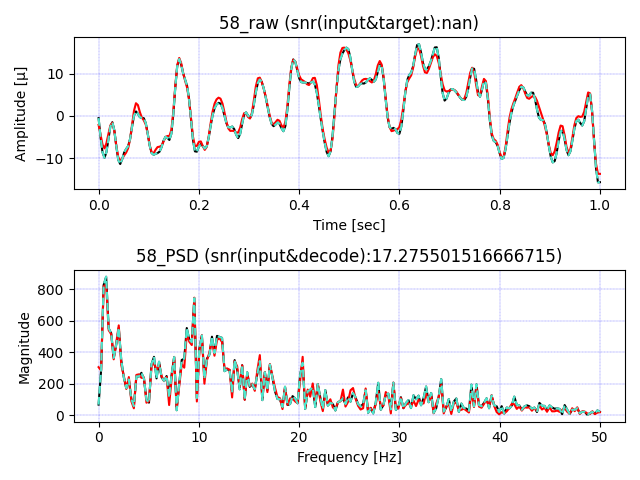 58_raw (snr(input&target):nan)
Amplitude [µ]
10
0
−10
0.0 0.2 0.4 0.6 0.8 1.0
Time [sec]
58_PSD (snr(input&decode):17.275501516666715)
Magnitude
800
600
400
200
0
0 10 20 30 40 50
Frequency [Hz]